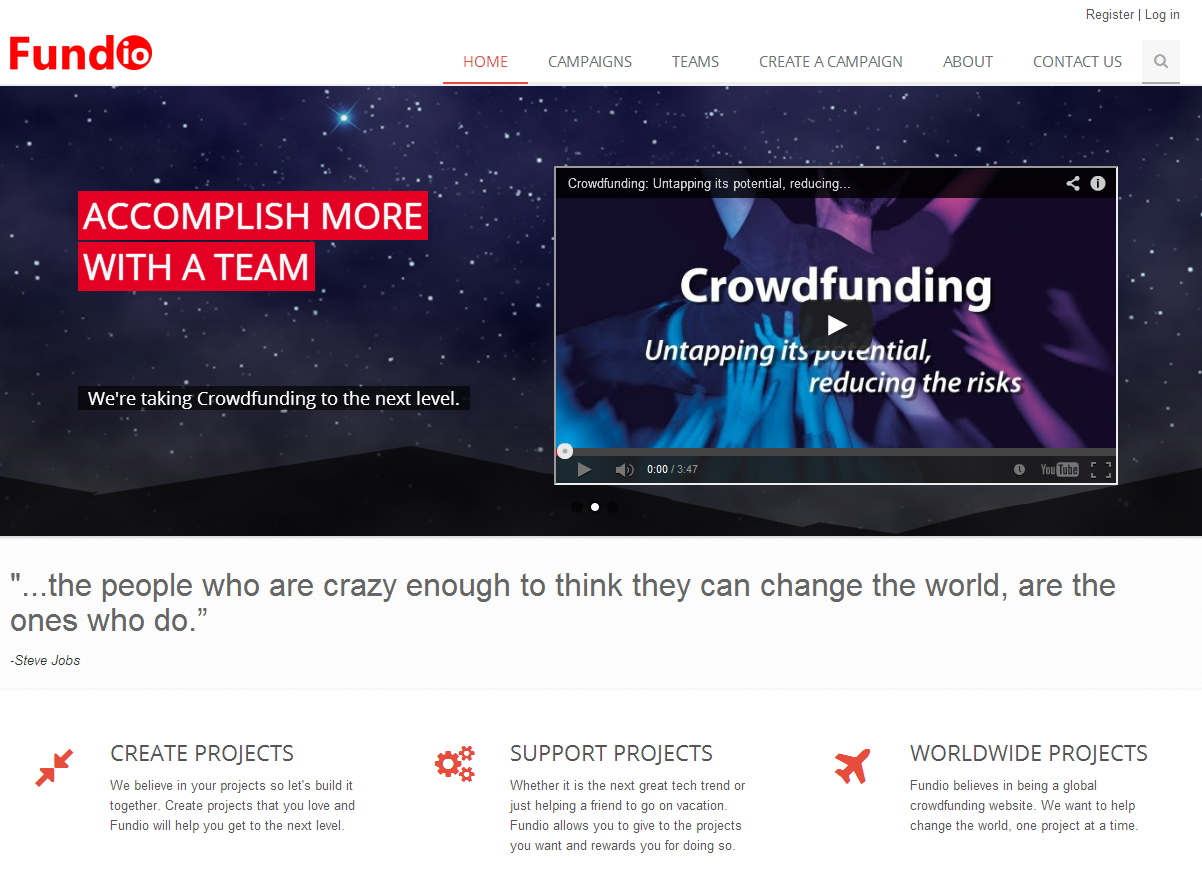 Register | Log in
Fundio
HOME CAMPAIGNS TEAMS CREATE A CAMPAIGN ABOUT CONTACT US
ACCOMPLISH MORE
WITH A TEAM
We're taking Crowdfunding to the next level.
Crowdfunding: Untapping its potential, reducing...
Crowdfunding
Untapping its potential,
reducing the risks
0:00 / 3:47
YouTube
"...the people who are crazy enough to think they can change the world, are the
ones who do.”
-Steve Jobs
CREATE PROJECTS
We believe in your projects so let's build it
together. Create projects that you love and
Fundio will help you get to the next level.
SUPPORT PROJECTS
Whether it is the next great tech trend or
just helping a friend to go on vacation.
Fundio allows you to give to the projects
you want and rewards you for doing so.
WORLDWIDE PROJECTS
Fundio believes in being a global
crowdfunding website. We want to help
change the world, one project at a time.